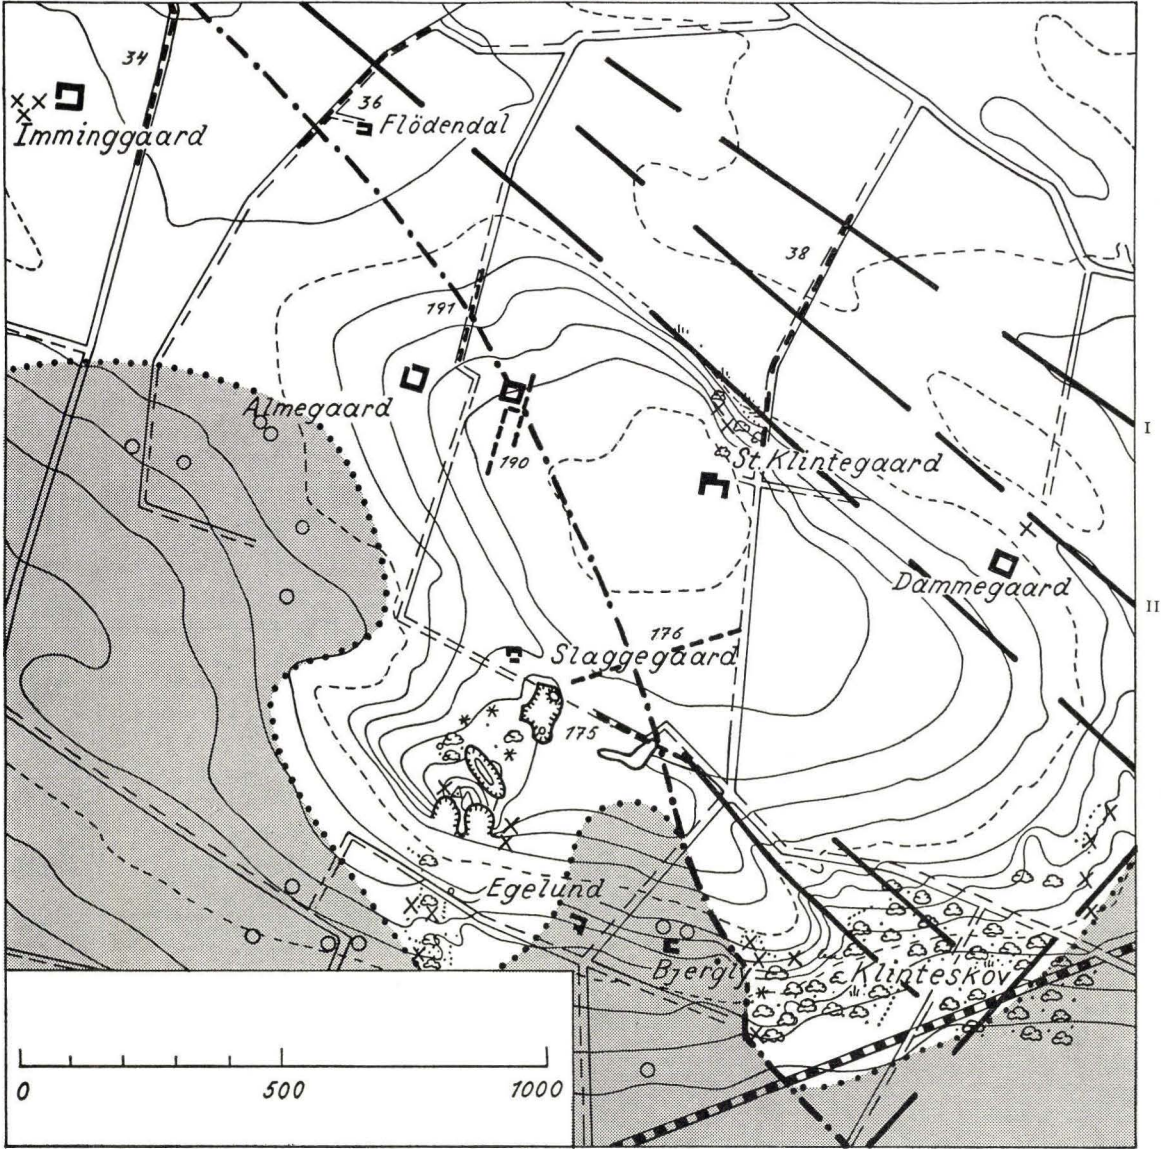 34
Imminggaard
36
Flödendal
38
191
Almegaard
190
St. Klintegaard
I
Dammegaard
II
176
Slaggegaard
175
Egelund
Bjergly
Klinteskov
0 500 1000